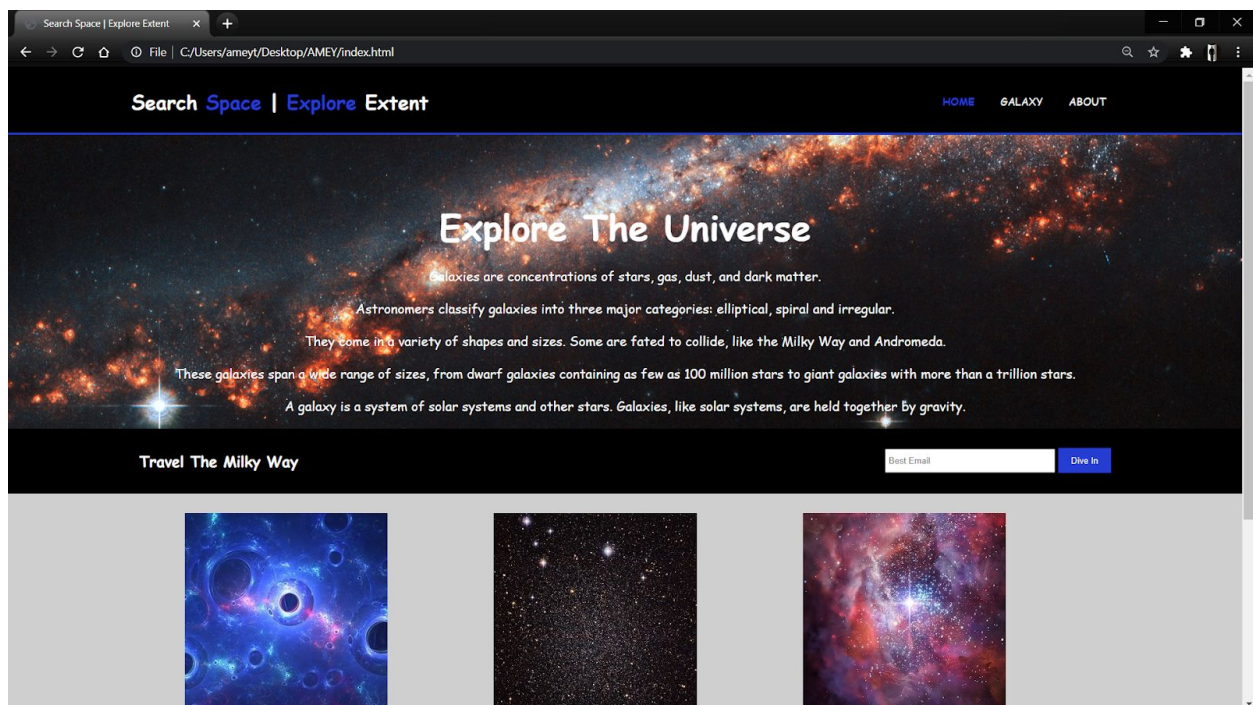 Search Space | Explore Extent
File | C:/Users/ameyt/Desktop/AMEY/index.html
Search Space | Explore Extent
HOME GALAXY ABOUT
Explore The Universe
Galaxies are concentrations of stars, gas, dust, and dark matter.
Astronomers classify galaxies into three major categories: elliptical, spiral and irregular.
They come in a variety of shapes and sizes. Some are fated to collide, like the Milky Way and Andromeda.
These galaxies span a wide range of sizes, from dwarf galaxies containing as few as 100 million stars to giant galaxies with more than a trillion stars.
A galaxy is a system of solar systems and other stars. Galaxies, like solar systems, are held together by gravity.
Travel The Milky Way
Best Email
Dive In